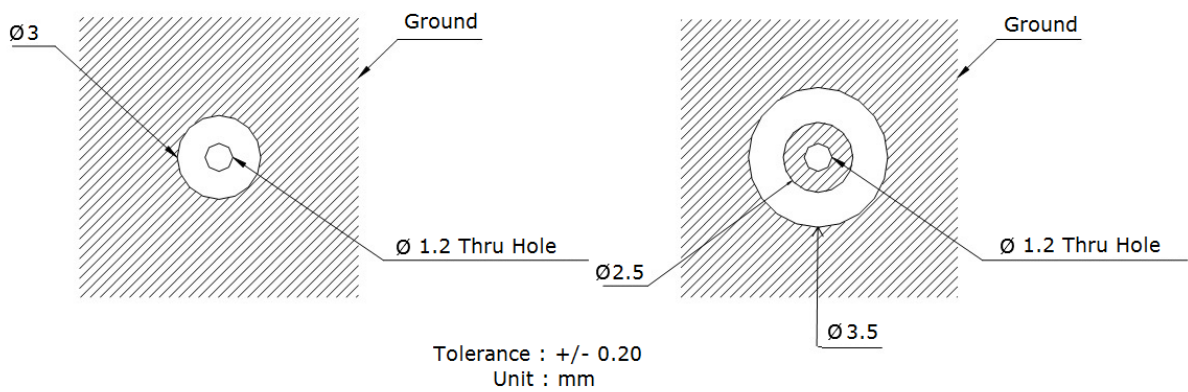 Ø3
Ground
Ø 1.2 Thru Hole
Ground
Ø 1.2 Thru Hole
Ø2.5
Ø3.5
Tolerance : +/- 0.20
Unit : mm